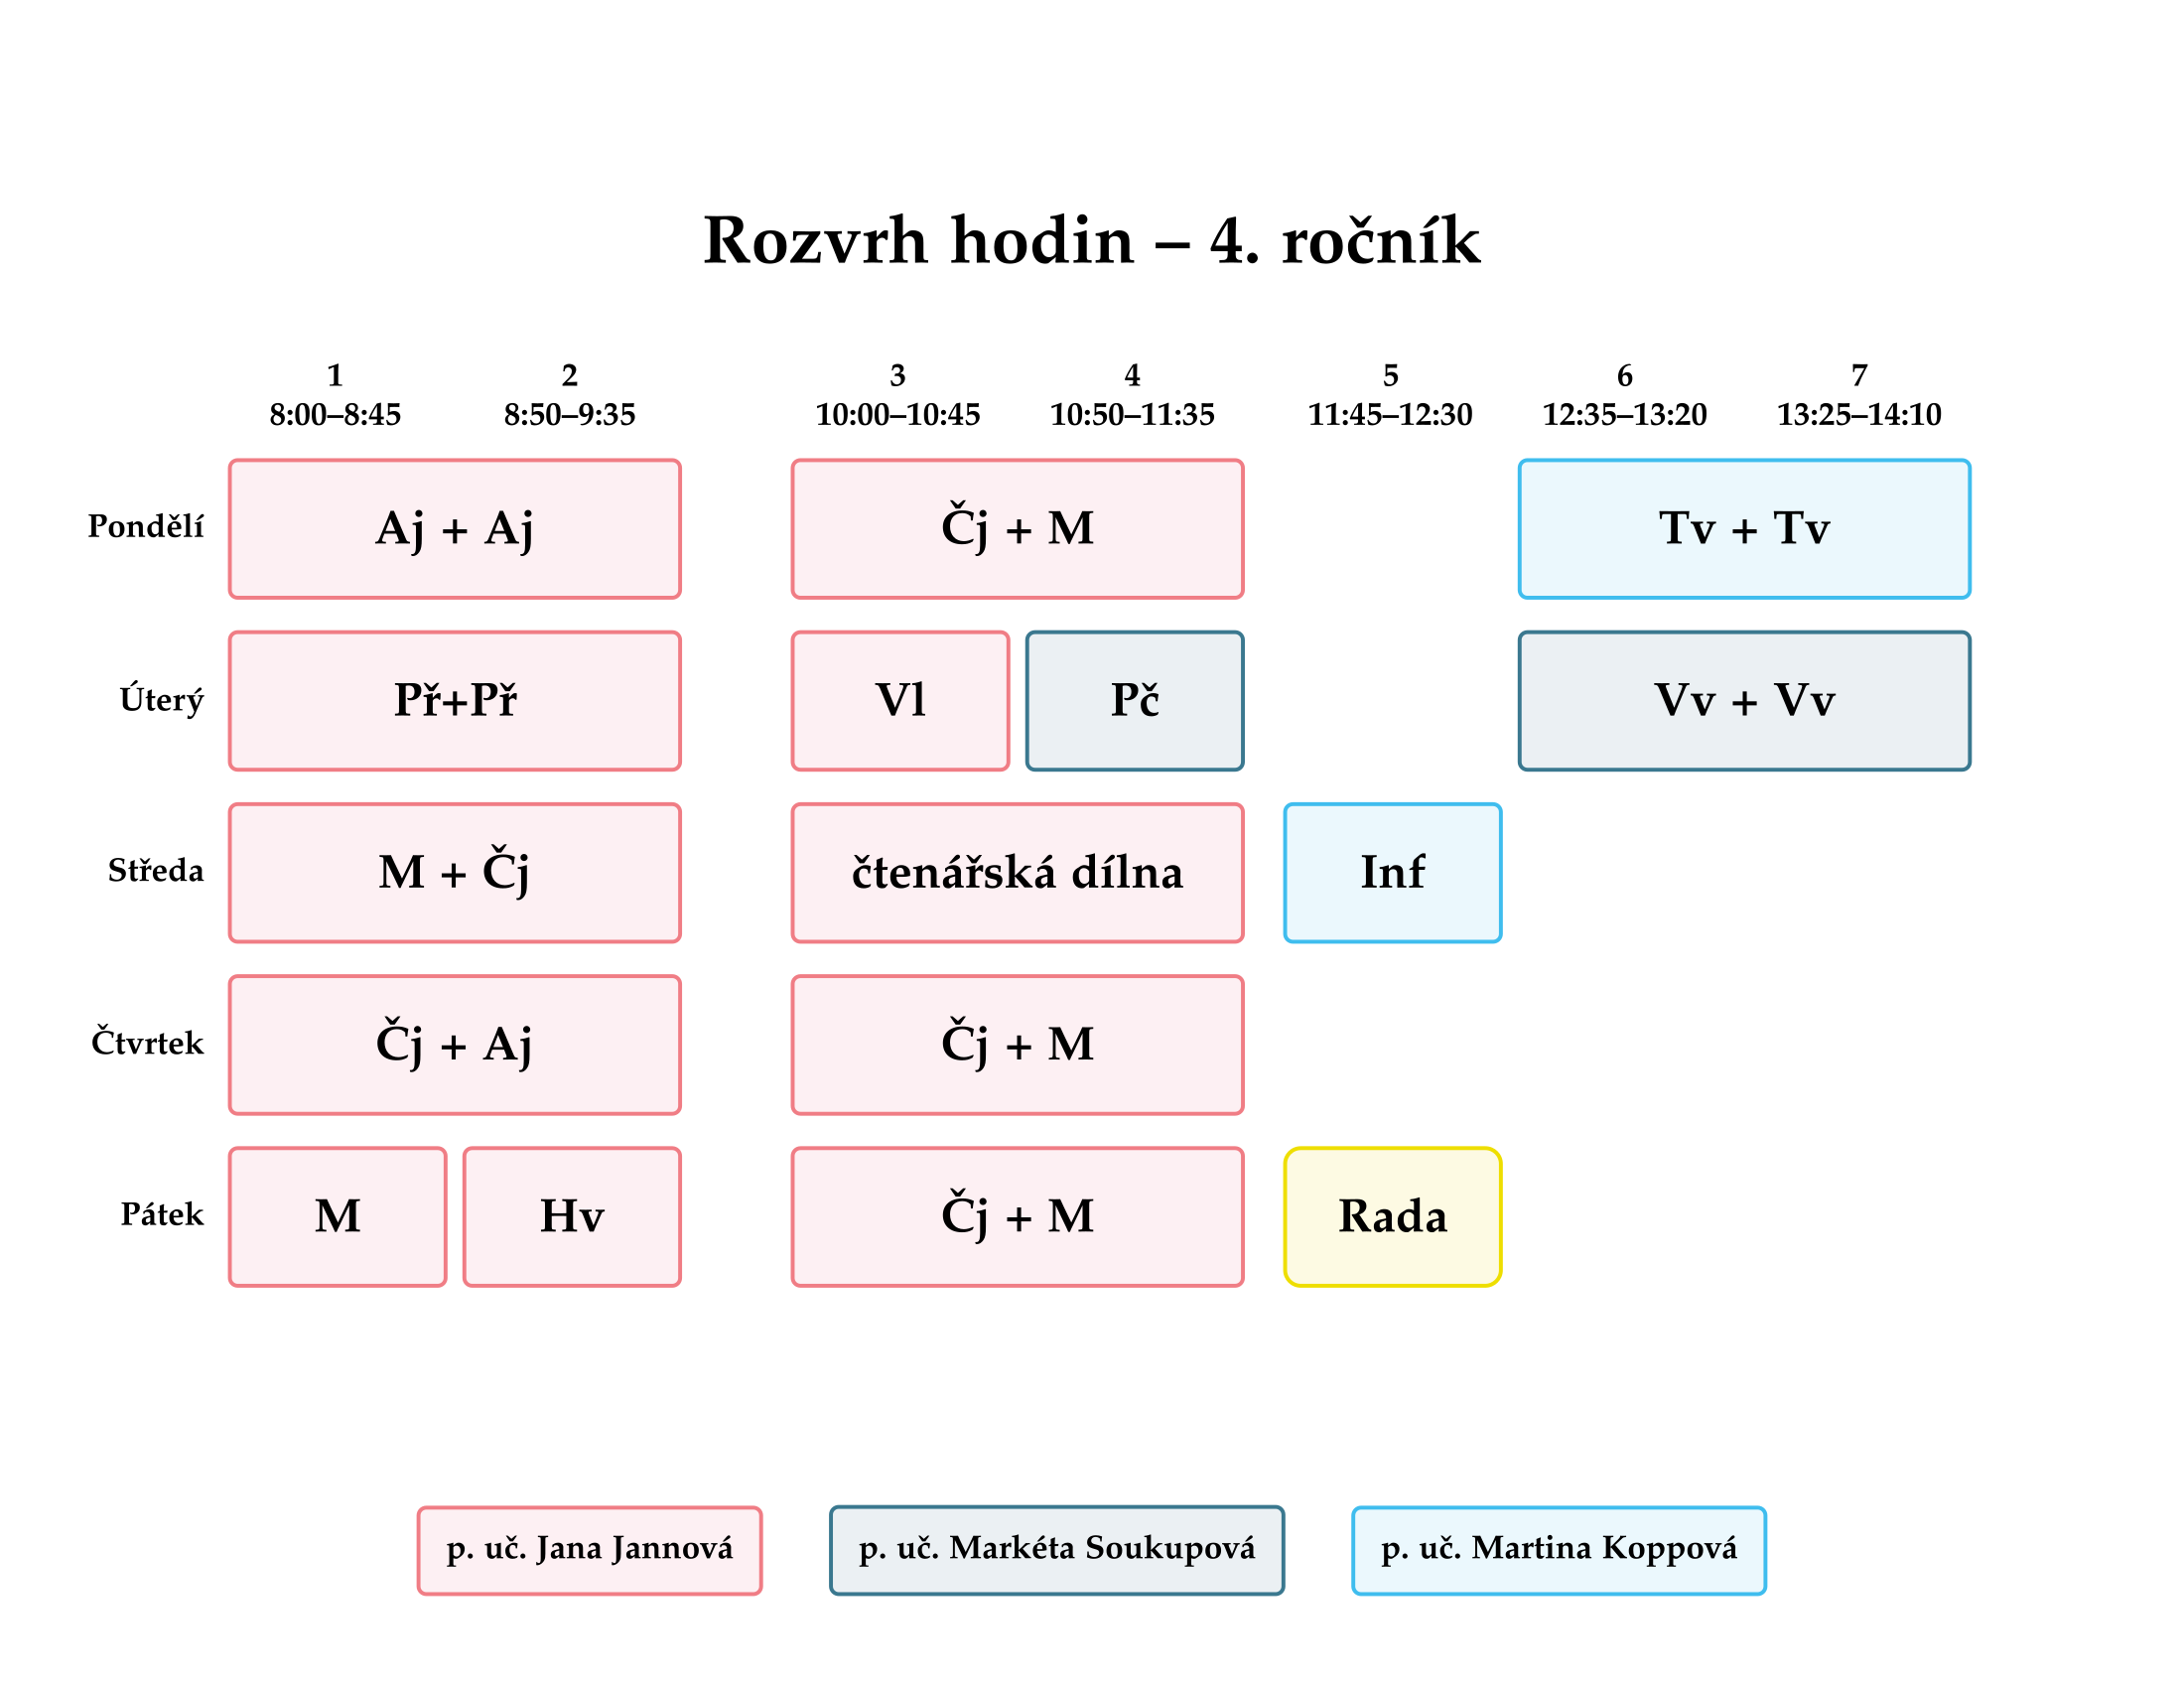 Rozvrh hodin – 4. ročník
1 2 3 4 5 6 7
8:00–8:45 8:50–9:35 10:00–10:45 10:50–11:35 11:45–12:30 12:35–13:20 13:25–14:10
Pondělí Aj + Aj Čj + M Tv + Tv
Úterý Př+Př Vl Pč Vv + Vv
Středa M + Čj čtenářská dílna Inf
Čtvrtek Čj + Aj Čj + M
Pátek M Hv Čj + M Rada
p. uč. Jana Jannová p. uč. Markéta Soukupová p. uč. Martina Koppová